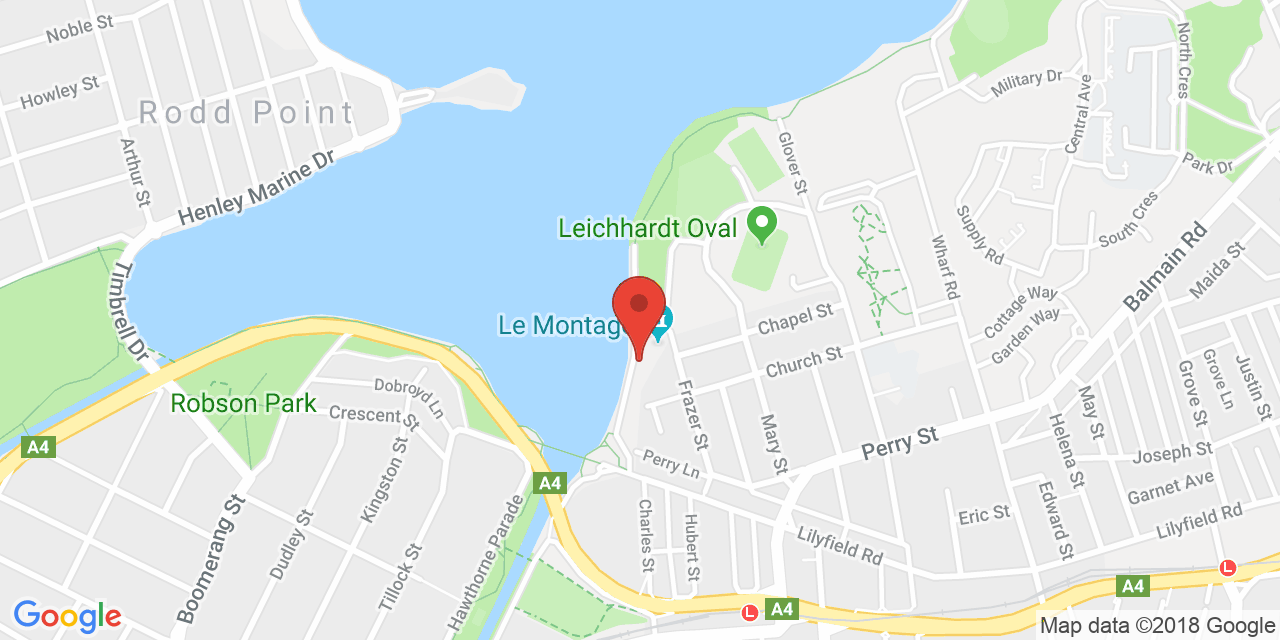 Noble St
Howley St
Rodd Point
Arthur St
Henley Marine Dr
Timbrell Dr
Glover St
Military Dr
Central Ave
North Cres
Park Dr
South Cres
Supply Rd
Wharf Rd
Balmain Rd
Maida St
Leichhardt Oval
Le Montag
Chapel St
Church St
Cottage Way
Garden Way
Robson Park
Dobroyd Ln
Crescent St
Kingston St
Frazer St
Mary St
Perry St
Perry Ln
May St
Helena St
Grove St
Grove Ln
Justin St
Joseph St
Garnet Ave
Edward St
Eric St
Lilyfield Rd
Lilyfield Rd
A4
A4
A4
A4
Boomerang St
Dudley St
Tillock St
Hawthorne Parade
Charles St
Hubert St
L
L
Google
Map data ©2018 Google